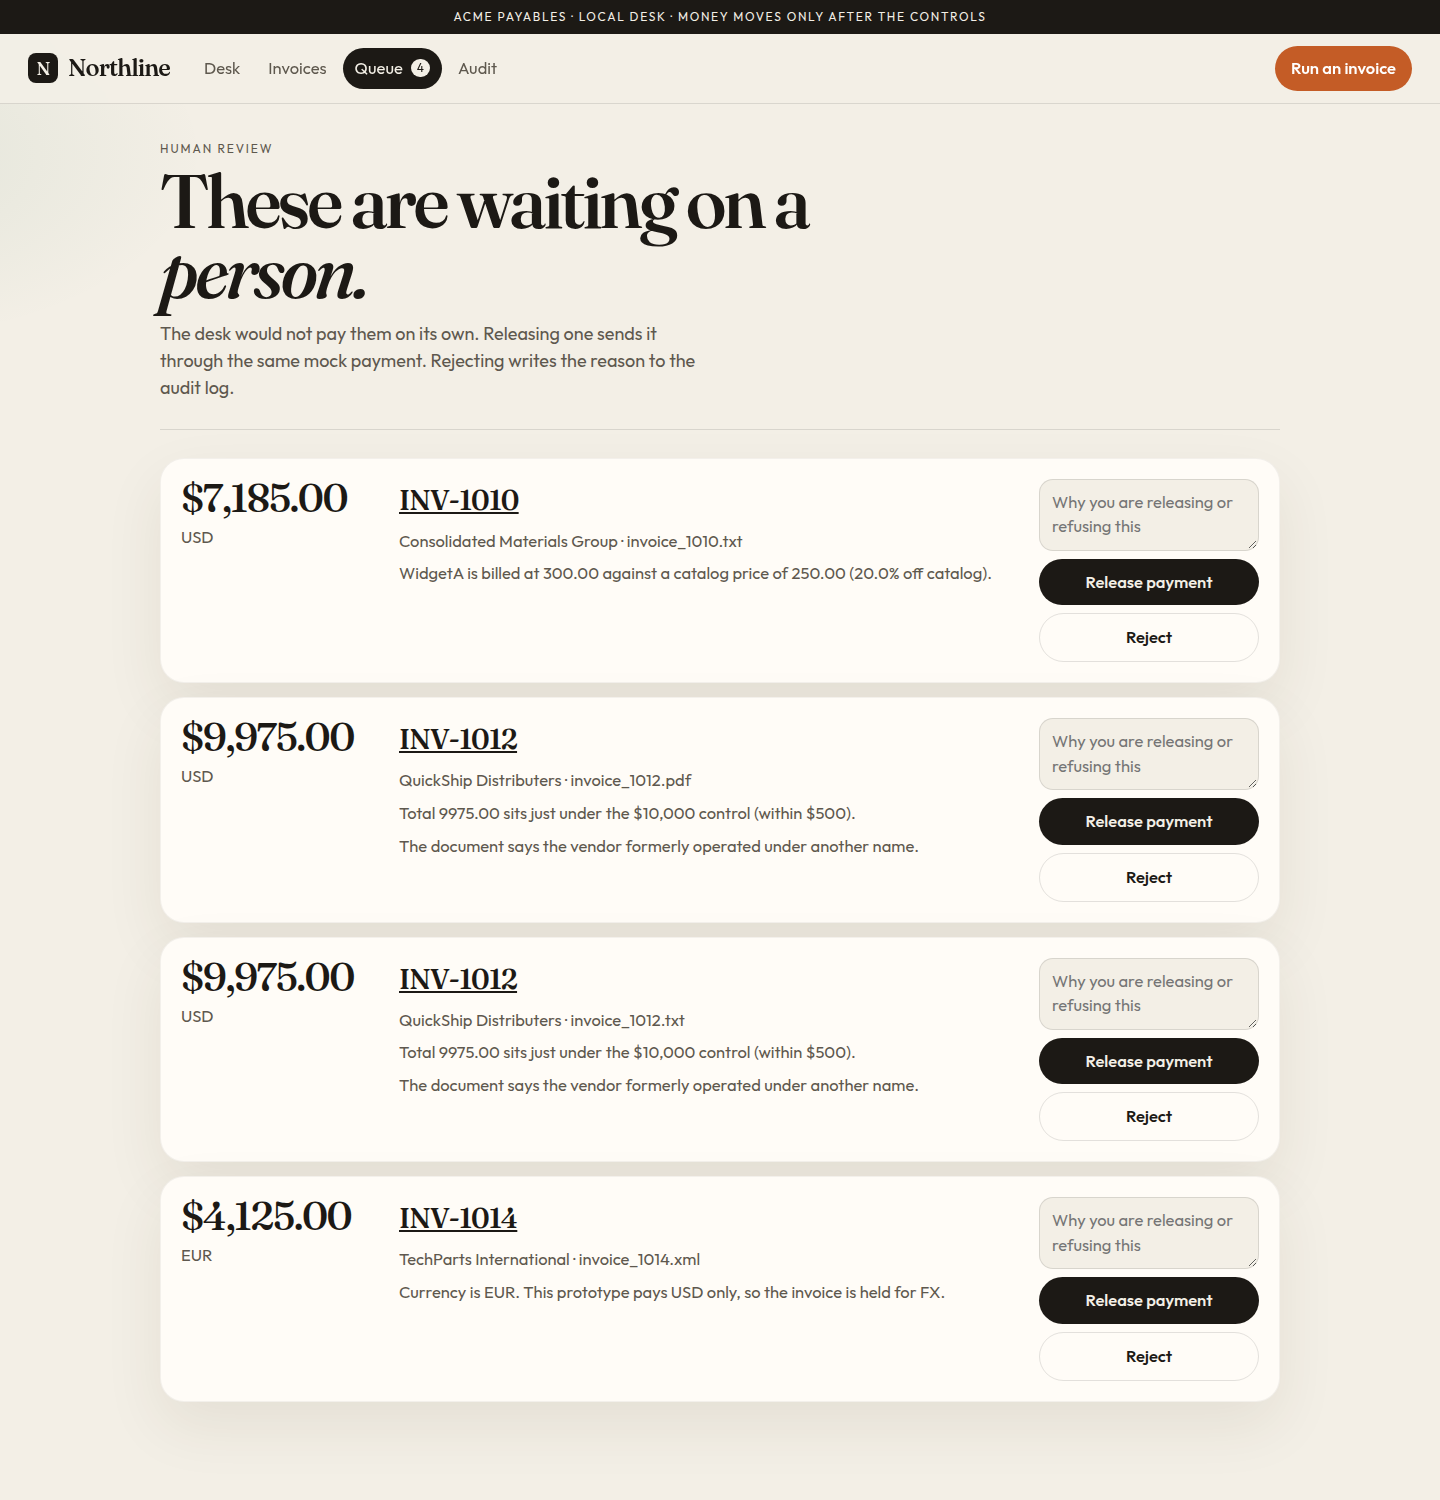 ACME PAYABLES · LOCAL DESK · MONEY MOVES ONLY AFTER THE CONTROLS
N Northline Desk Invoices Queue 4 Audit Run an invoice
HUMAN REVIEW
These are waiting on a
person.
The desk would not pay them on its own. Releasing one sends it
through the same mock payment. Rejecting writes the reason to the
audit log.
$7,185.00
USD
INV-1010
Consolidated Materials Group · invoice_1010.txt
WidgetA is billed at 300.00 against a catalog price of 250.00 (20.0% off catalog).
Why you are releasing or
refusing this
Release payment
Reject
$9,975.00
USD
INV-1012
QuickShip Distributers · invoice_1012.pdf
Total 9975.00 sits just under the $10,000 control (within $500).
The document says the vendor formerly operated under another name.
Why you are releasing or
refusing this
Release payment
Reject
$9,975.00
USD
INV-1012
QuickShip Distributers · invoice_1012.txt
Total 9975.00 sits just under the $10,000 control (within $500).
The document says the vendor formerly operated under another name.
Why you are releasing or
refusing this
Release payment
Reject
$4,125.00
EUR
INV-1014
TechParts International · invoice_1014.xml
Currency is EUR. This prototype pays USD only, so the invoice is held for FX.
Why you are releasing or
refusing this
Release payment
Reject